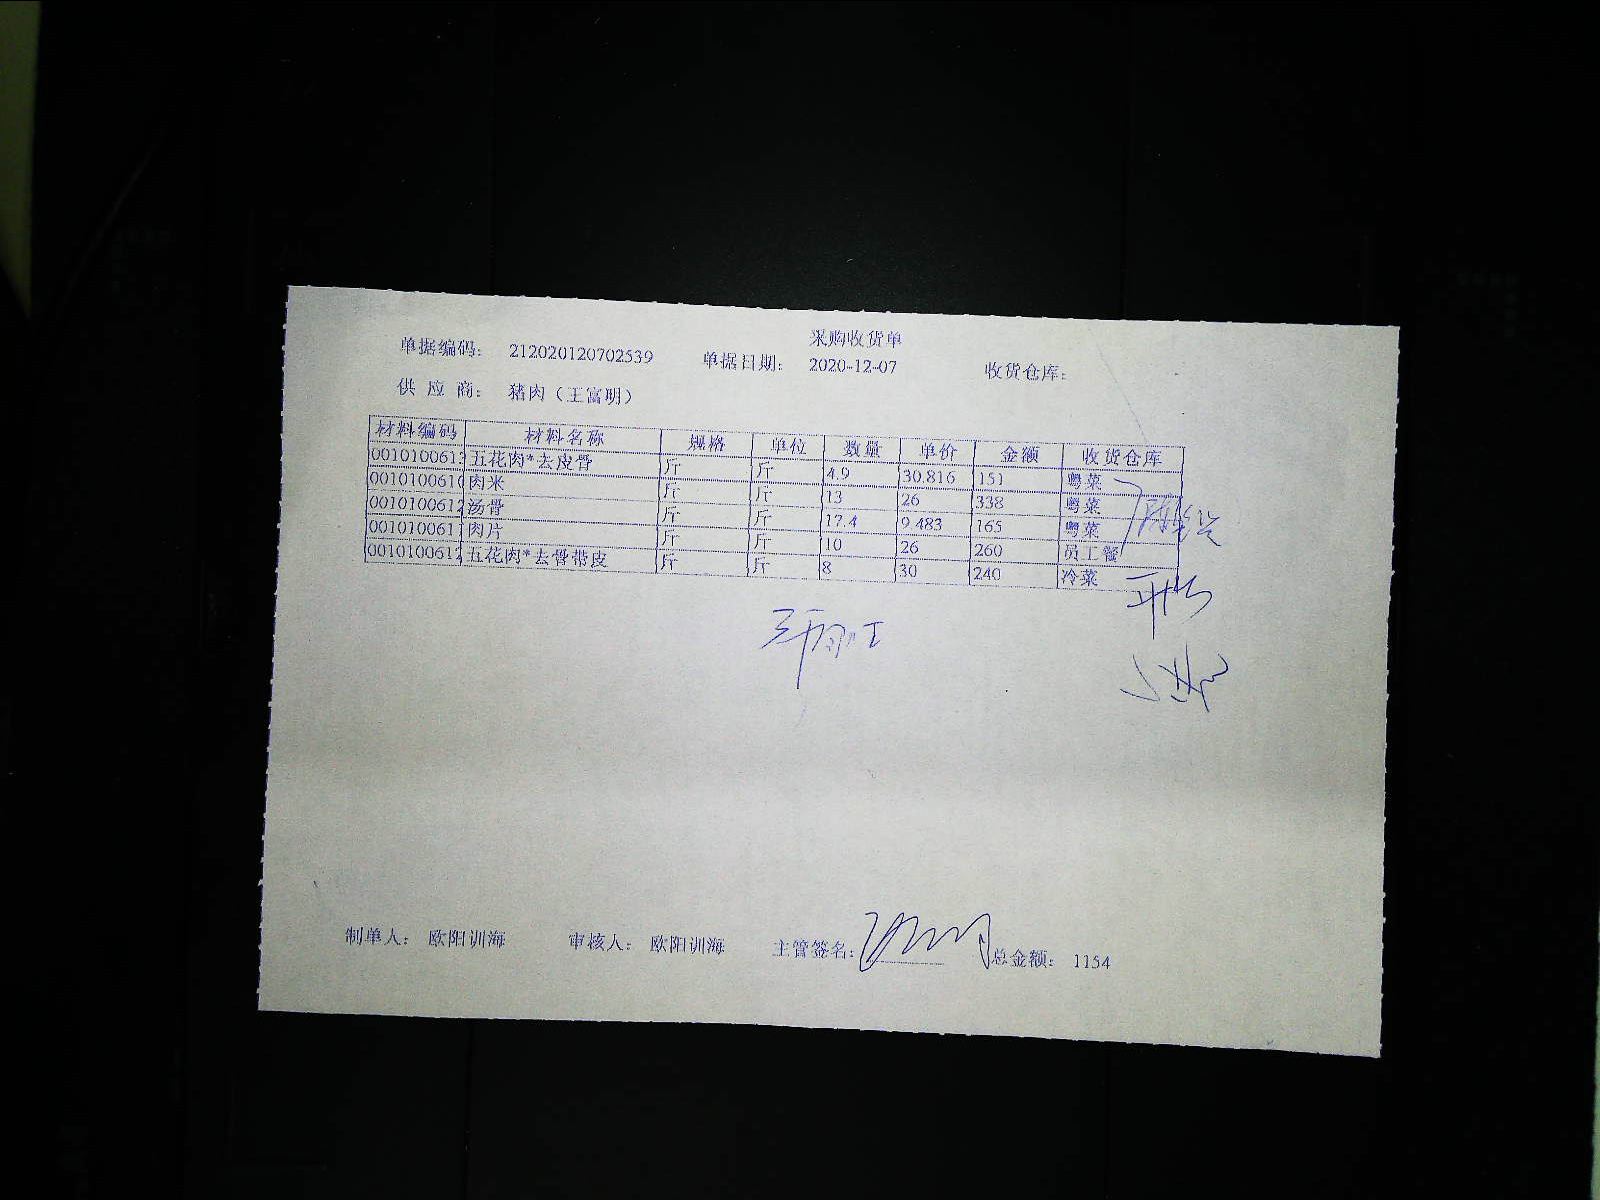 采购收货单
单据编码: 212020120702539 单据日期: 2020-12-07 收货仓库:
供 应 商: 猪肉（王富明）
材料编码 材料名称 规格 单位 数量 单价 金额 收货仓库
0010100613 五花肉*去皮骨 斤 斤 4.9 30.816 151 粤菜
0010100610 肉米 斤 斤 13 26 338 粤菜
0010100612 汤骨 斤 斤 17.4 9.483 165 粤菜
0010100611 肉片 斤 斤 10 26 260 员工餐
0010100612 五花肉*去骨带皮 斤 斤 8 30 240 冷菜
制单人: 欧阳训海 审核人: 欧阳训海 主管签名: 总金额: 1154